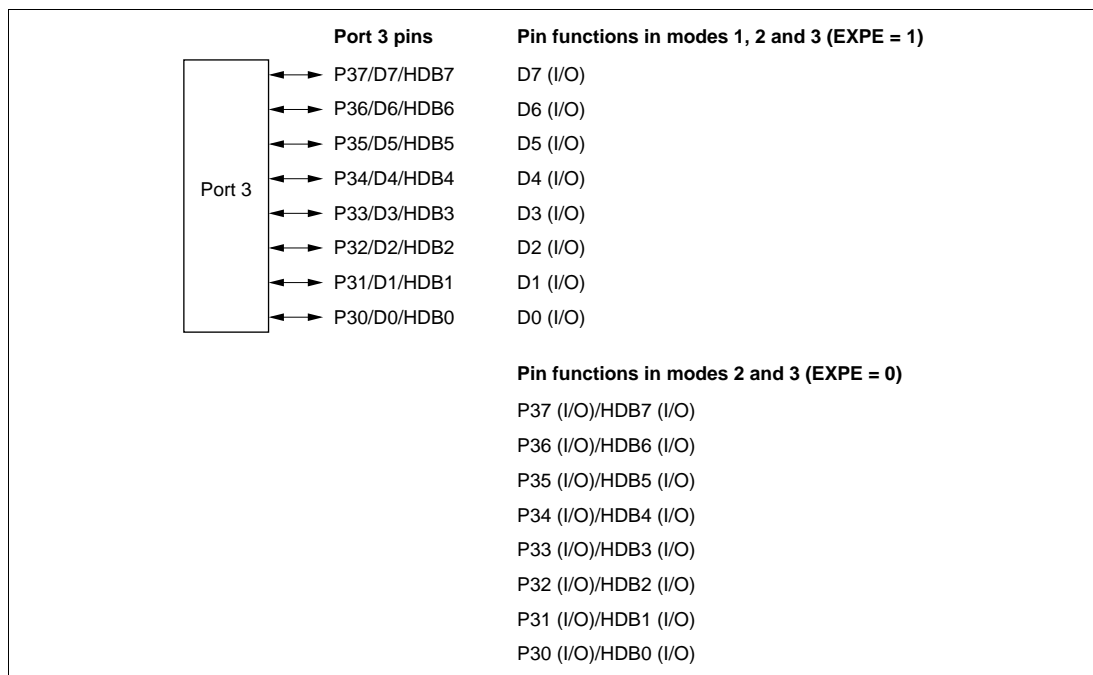 Port 3 pins Pin functions in modes 1, 2 and 3 (EXPE = 1)
P37/D7/HDB7 D7 (I/O)
P36/D6/HDB6 D6 (I/O)
P35/D5/HDB5 D5 (I/O)
P34/D4/HDB4 D4 (I/O)
Port 3
P33/D3/HDB3 D3 (I/O)
P32/D2/HDB2 D2 (I/O)
P31/D1/HDB1 D1 (I/O)
P30/D0/HDB0 D0 (I/O)
Pin functions in modes 2 and 3 (EXPE = 0)
P37 (I/O)/HDB7 (I/O)
P36 (I/O)/HDB6 (I/O)
P35 (I/O)/HDB5 (I/O)
P34 (I/O)/HDB4 (I/O)
P33 (I/O)/HDB3 (I/O)
P32 (I/O)/HDB2 (I/O)
P31 (I/O)/HDB1 (I/O)
P30 (I/O)/HDB0 (I/O)